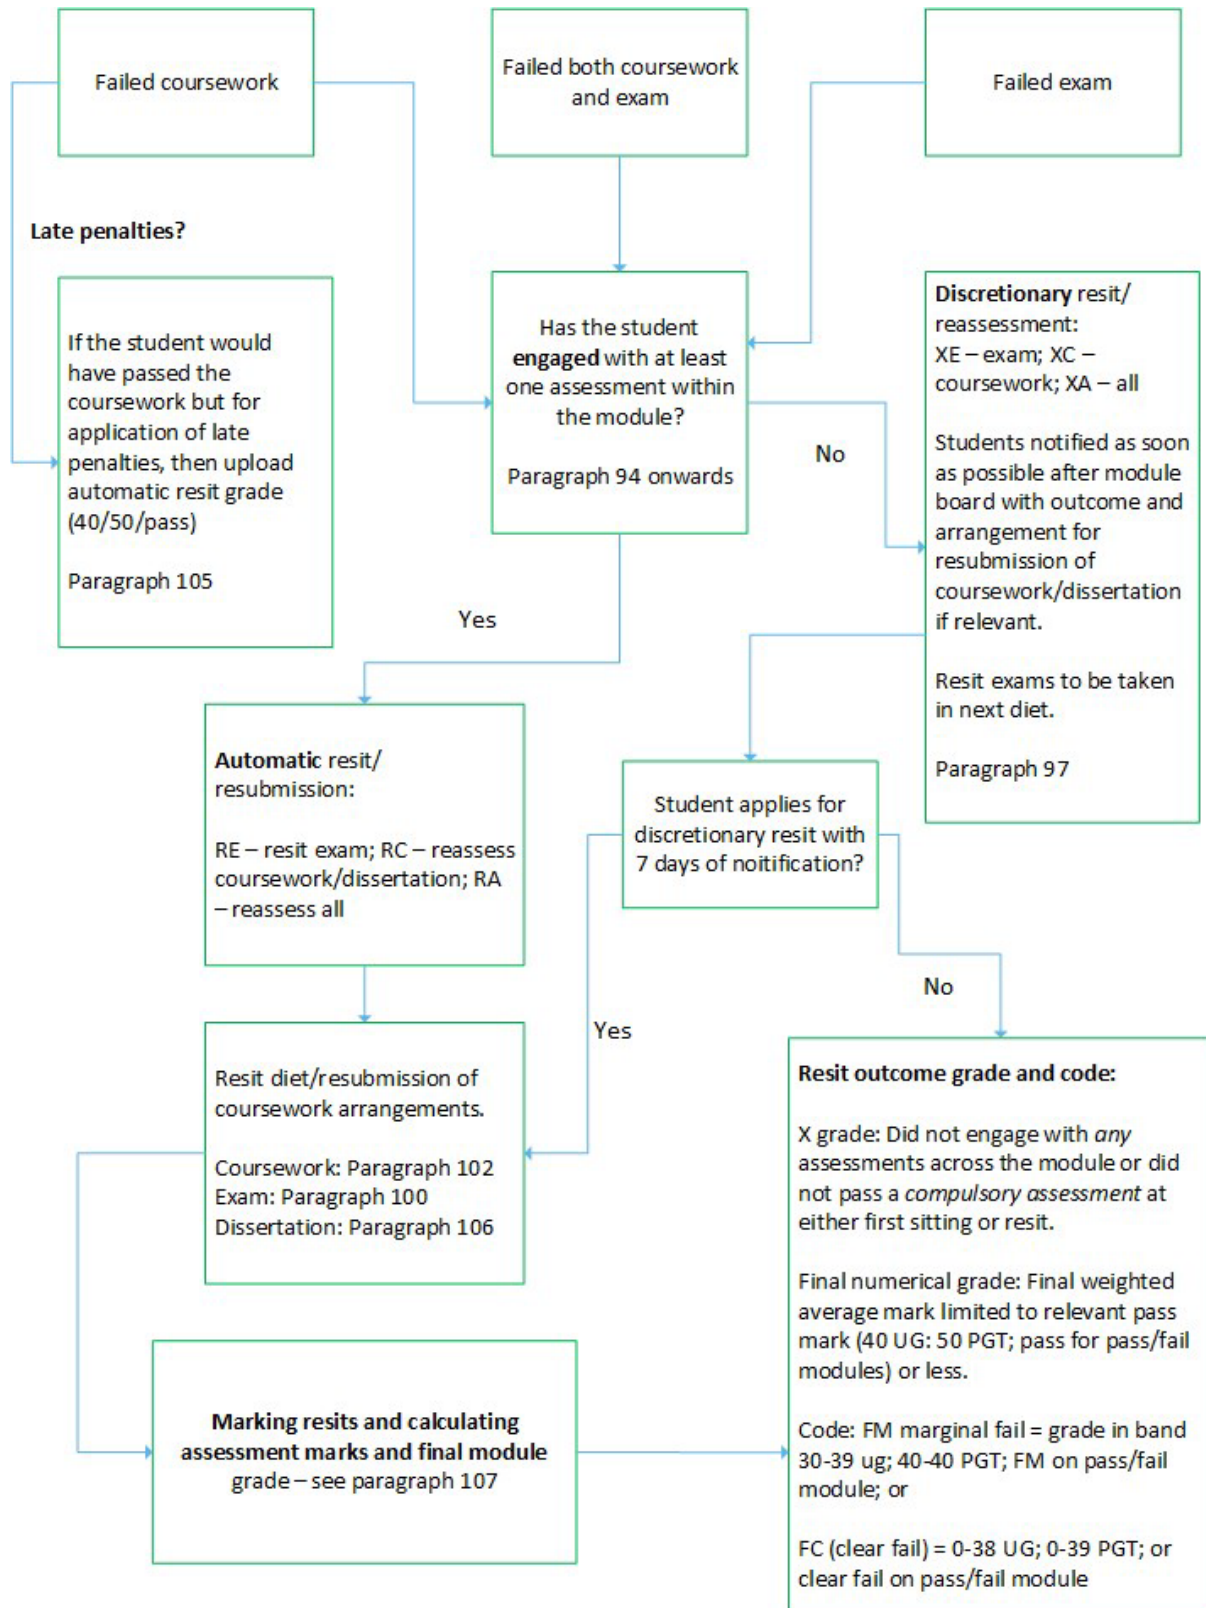 Failed coursework
Failed both coursework
and exam
Failed exam
Late penalties?
If the student would
have passed the
coursework but for
application of late
penalties, then upload
automatic resit grade
(40/50/pass)
Paragraph 105
Has the student
engaged with at least
one assessment within
the module?
Paragraph 94 onwards
No
Discretionary resit/
reassessment:
XE – exam; XC –
coursework; XA – all
Students notified as soon
as possible after module
board with outcome and
arrangement for
resubmission of
coursework/dissertation
if relevant.
Resit exams to be taken
in next diet.
Paragraph 97
Yes
Automatic resit/
resubmission:
RE – resit exam; RC – reassess
coursework/dissertation; RA
– reassess all
Student applies for
discretionary resit with
7 days of noitification?
No
Yes
Resit diet/resubmission of
coursework arrangements.
Coursework: Paragraph 102
Exam: Paragraph 100
Dissertation: Paragraph 106
Marking resits and calculating
assessment marks and final module
grade – see paragraph 107
Resit outcome grade and code:
X grade: Did not engage with any
assessments across the module or did
not pass a compulsory assessment at
either first sitting or resit.
Final numerical grade: Final weighted
average mark limited to relevant pass
mark (40 UG: 50 PGT; pass for pass/fail
modules) or less.
Code: FM marginal fail = grade in band
30-39 ug; 40-40 PGT; FM on pass/fail
module; or
FC (clear fail) = 0-38 UG; 0-39 PGT; or
clear fail on pass/fail module